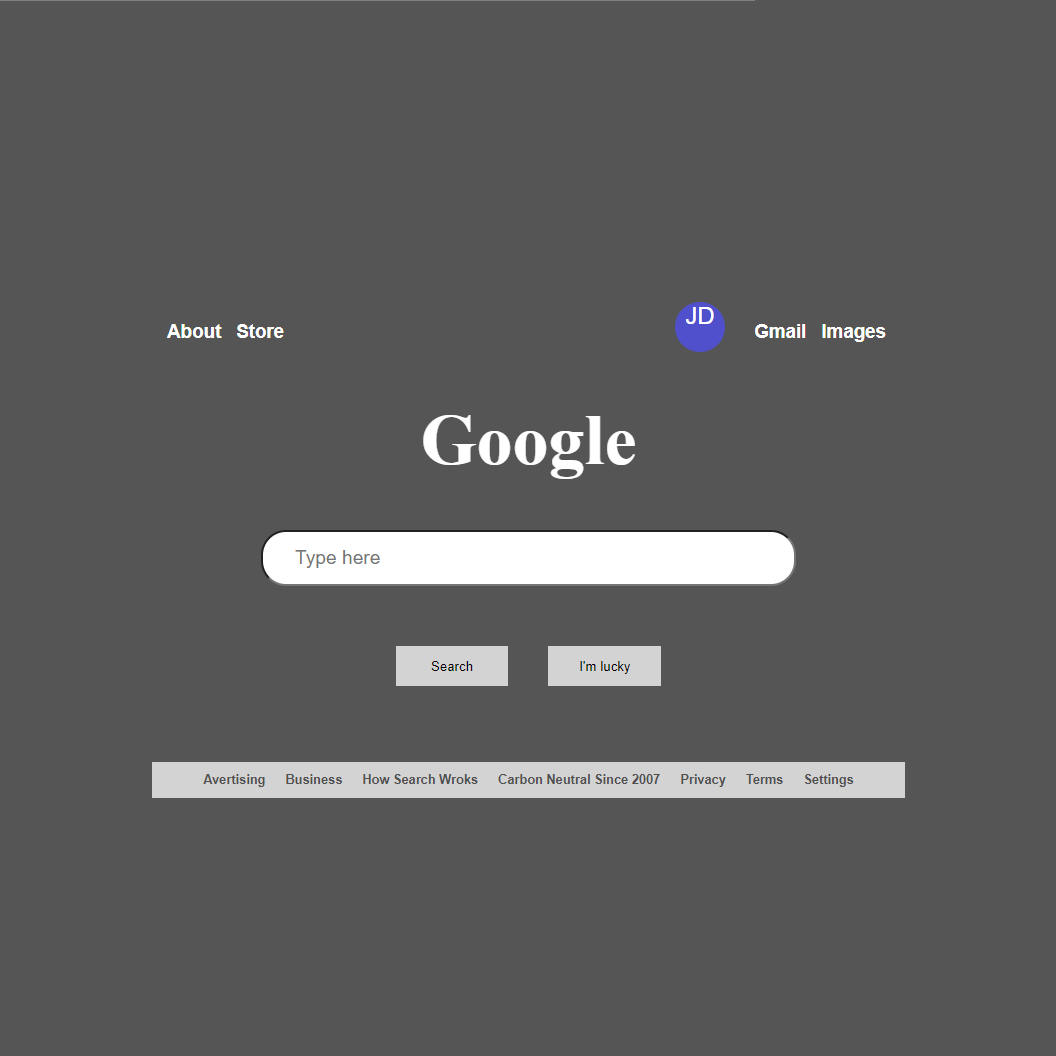 About Store JD Gmail Images
Google
Type here
Search I'm lucky
Avertising Business How Search Wroks Carbon Neutral Since 2007 Privacy Terms Settings